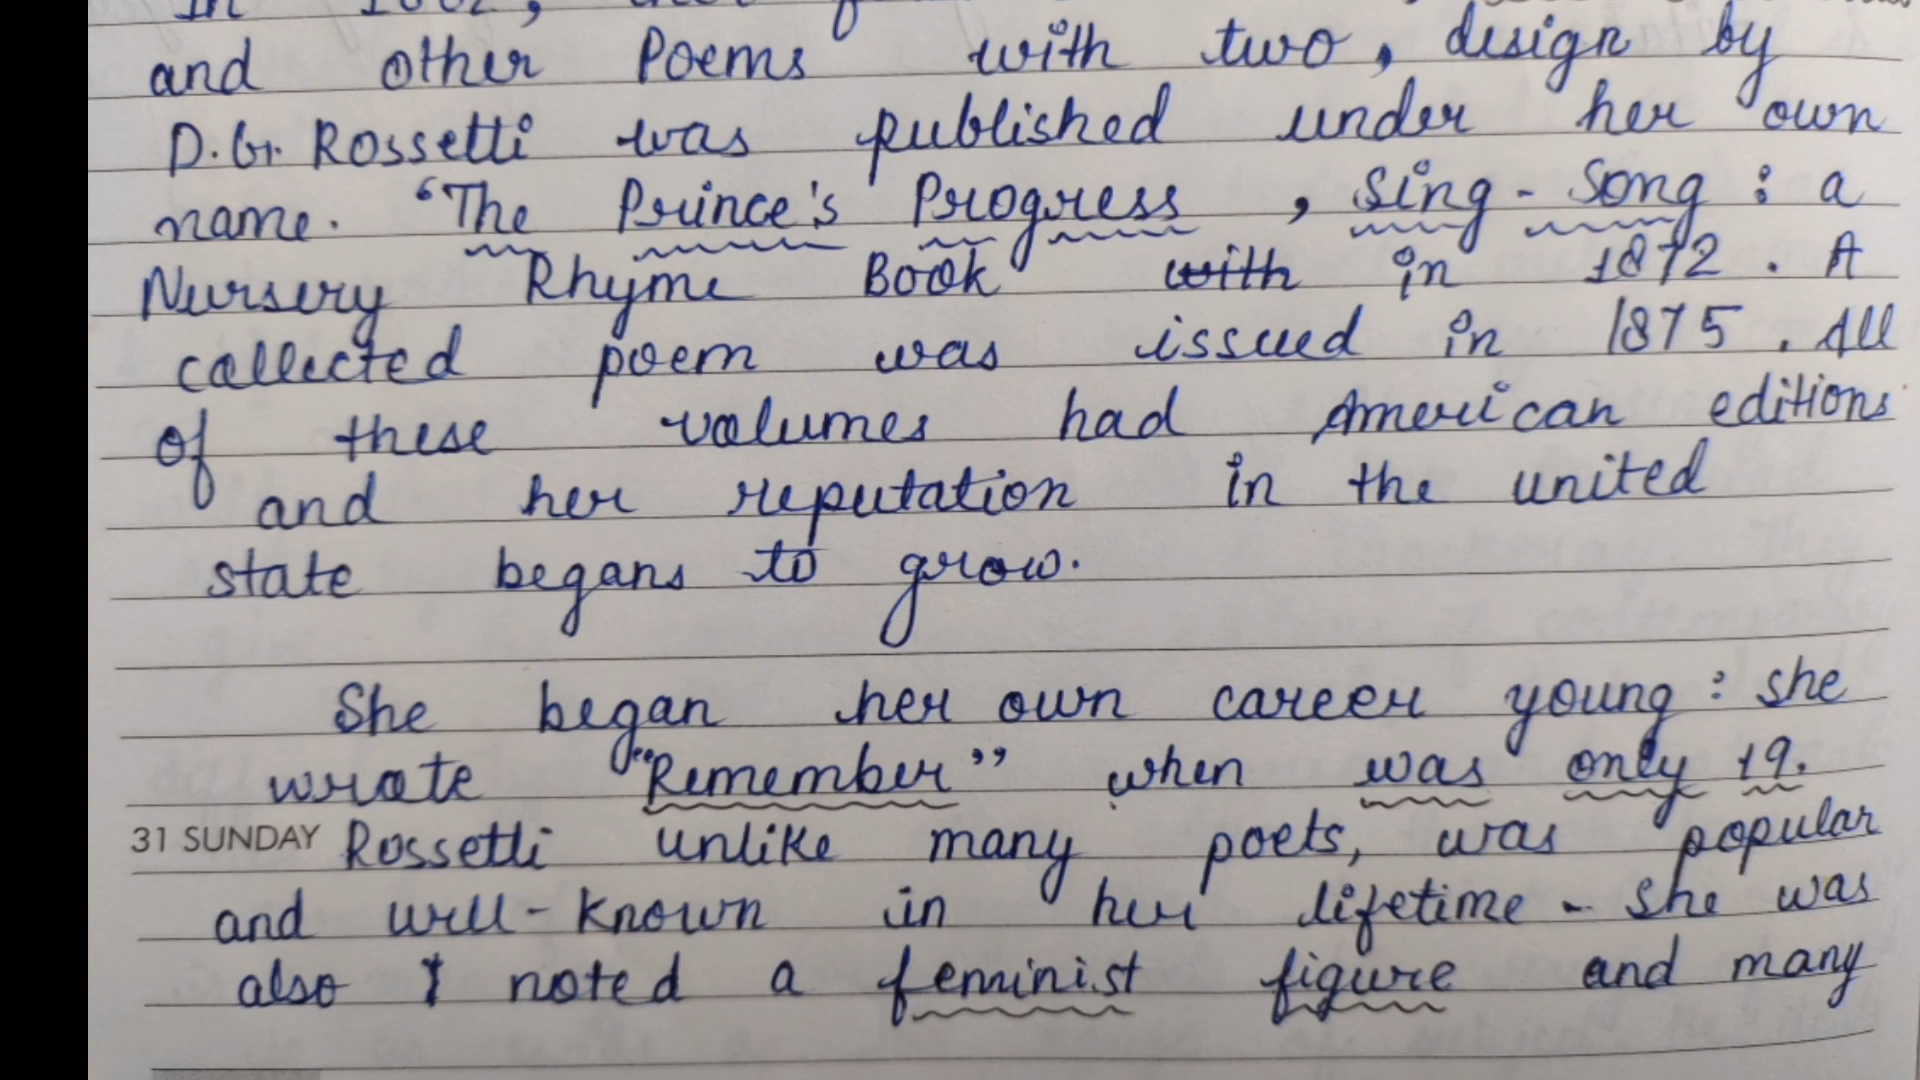 and other Poems with two, design by
D.G. Rossetti was published under her own
name. 'The Prince's Progress , sing - song : a
Nursery Rhyme Book with in 1872 . A
collected poem was issued in 1875 . All
of these volumes had American editions
and her reputation in the united
state begans to grow.
She began her own career young : she
wrote "Remember" when was only 19.
31 SUNDAY Rossetti unlike many poets, was popular
and well-known in her lifetime - she was
also noted a feminist figure and many